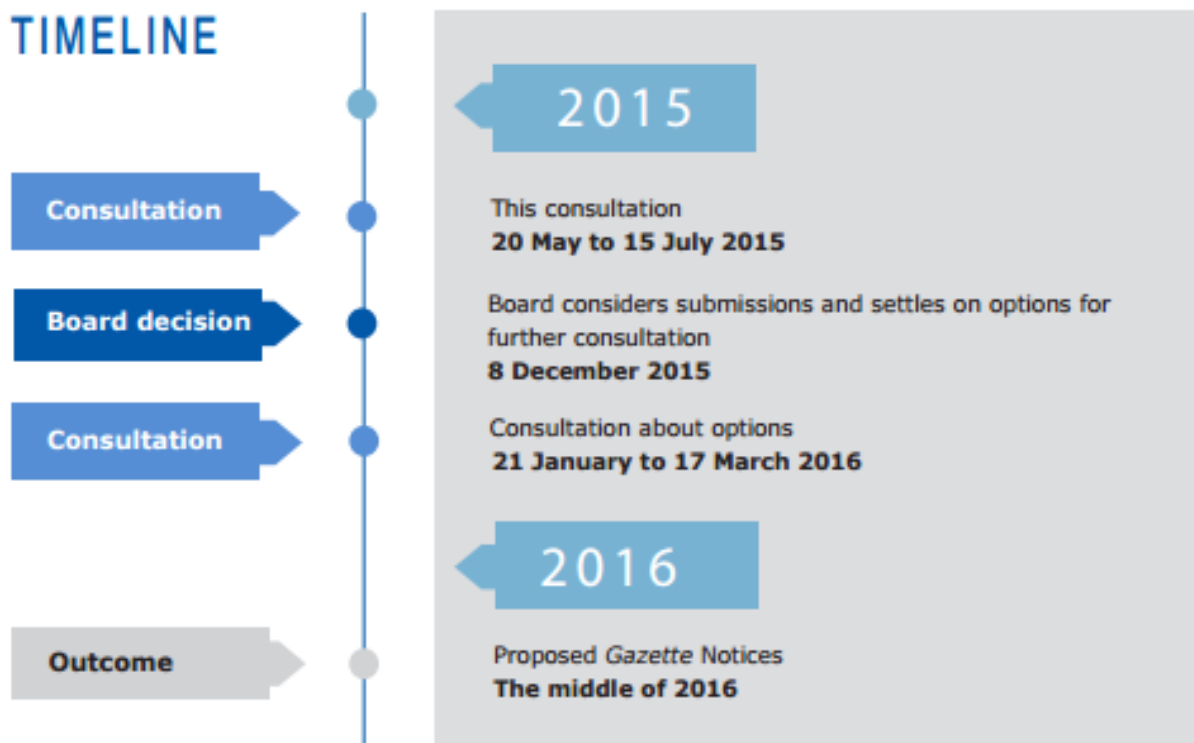 TIMELINE
2015
Consultation
This consultation
20 May to 15 July 2015
Board decision
Board considers submissions and settles on options for
further consultation
8 December 2015
Consultation
Consultation about options
21 January to 17 March 2016
2016
Outcome
Proposed Gazette Notices
The middle of 2016